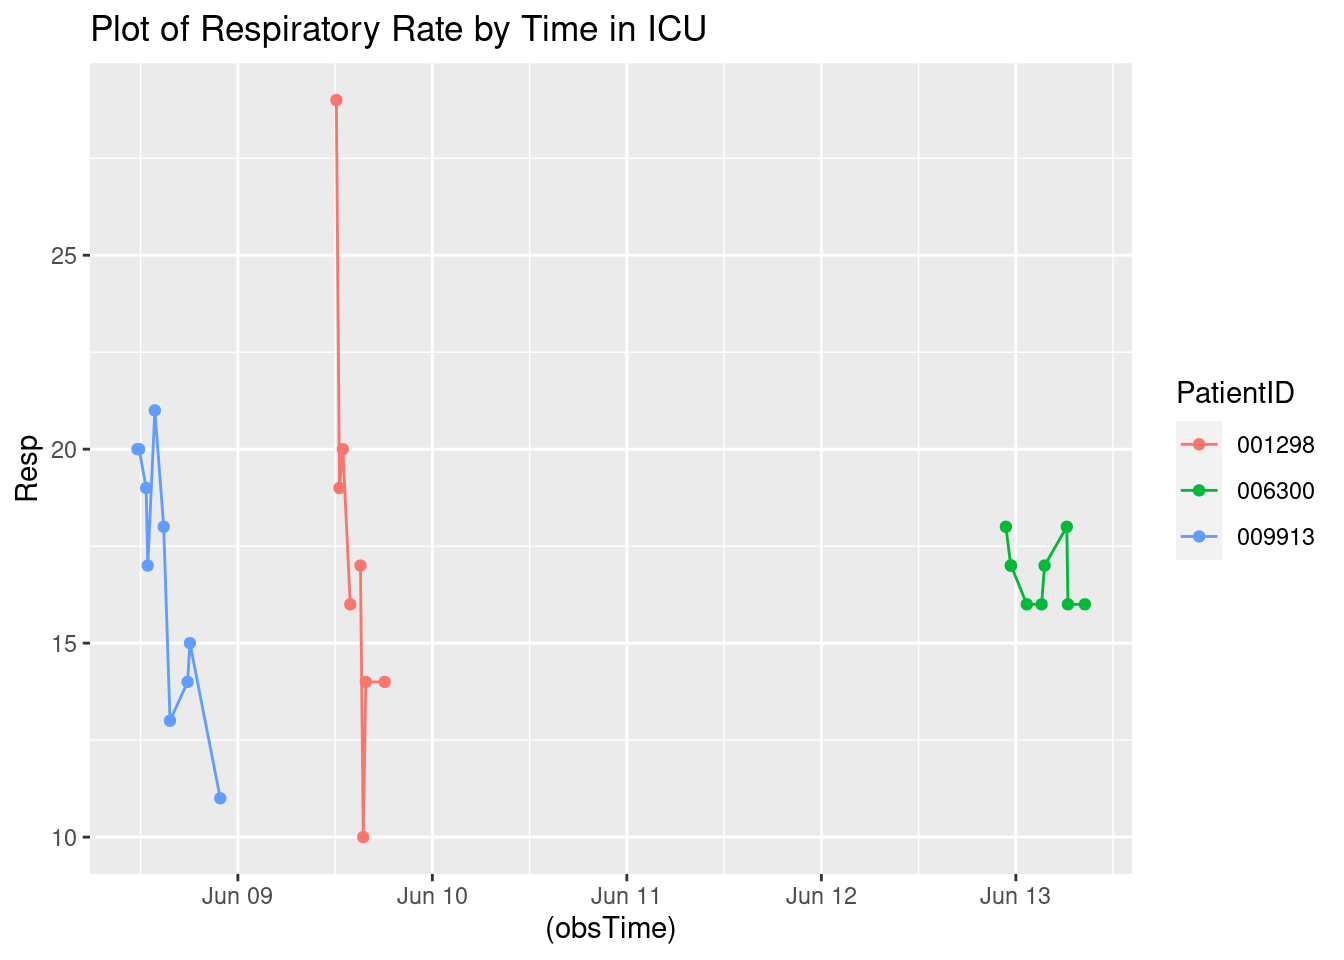 Plot of Respiratory Rate by Time in ICU
25
20
15
10
Resp
Jun 09 Jun 10 Jun 11 Jun 12 Jun 13
(obsTime)
PatientID
001298
006300
009913